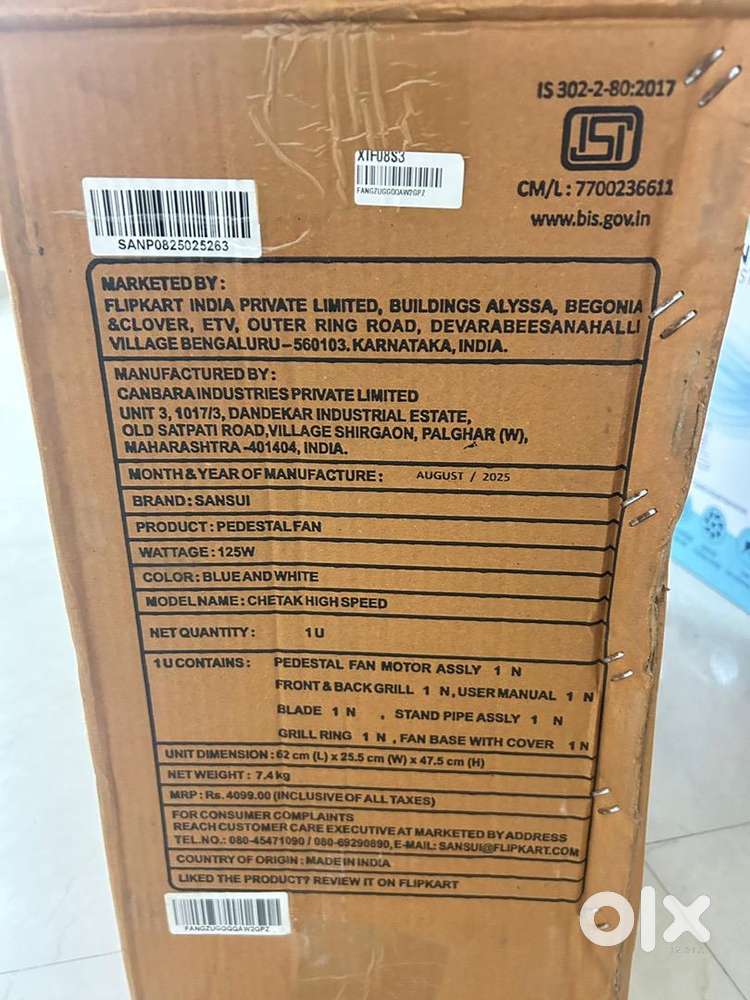 IS 302-2-80:2017
ISI
CM/L : 7700236611
www.bis.gov.in
X1F08S3
FANGZUGGQQAW2GPZ
SANP0825025263
MARKETED BY:
FLIPKART INDIA PRIVATE LIMITED, BUILDINGS ALYSSA, BEGONIA
&CLOVER, ETV, OUTER RING ROAD, DEVARABEESANAHALLI
VILLAGE BENGALURU-560103. KARNATAKA, INDIA.
MANUFACTURED BY:
CANBARA INDUSTRIES PRIVATE LIMITED
UNIT 3, 1017/3, DANDEKAR INDUSTRIAL ESTATE,
OLD SATPATI ROAD, VILLAGE SHIRGAON, PALGHAR (W),
MAHARASHTRA-401404, INDIA.
MONTH & YEAR OF MANUFACTURE: AUGUST / 2025
BRAND: SANSUI
PRODUCT: PEDESTAL FAN
WATTAGE: 125W
COLOR: BLUE AND WHITE
MODEL NAME: CHETAK HIGH SPEED
NET QUANTITY: 1 U
1 U CONTAINS: PEDESTAL FAN MOTOR ASSLY 1 N
FRONT & BACK GRILL 1 N, USER MANUAL 1 N
BLADE 1 N , STAND PIPE ASSLY 1 N
GRILL RING 1 N , FAN BASE WITH COVER 1 N
UNIT DIMENSION: 62 cm (L) x 25.5 cm (W) x 47.5 cm (H)
NET WEIGHT: 7.4 kg
MRP: Rs. 4099.00 (INCLUSIVE OF ALL TAXES)
FOR CONSUMER COMPLAINTS
REACH CUSTOMER CARE EXECUTIVE AT MARKETED BY ADDRESS
TEL.NO.: 080-45471090 / 080-69290890, E-MAIL: SANSUI@FLIPKART.COM
COUNTRY OF ORIGIN: MADE IN INDIA
LIKED THE PRODUCT? REVIEW IT ON FLIPKART
FANGZUGGQQAW2GPZ
olx